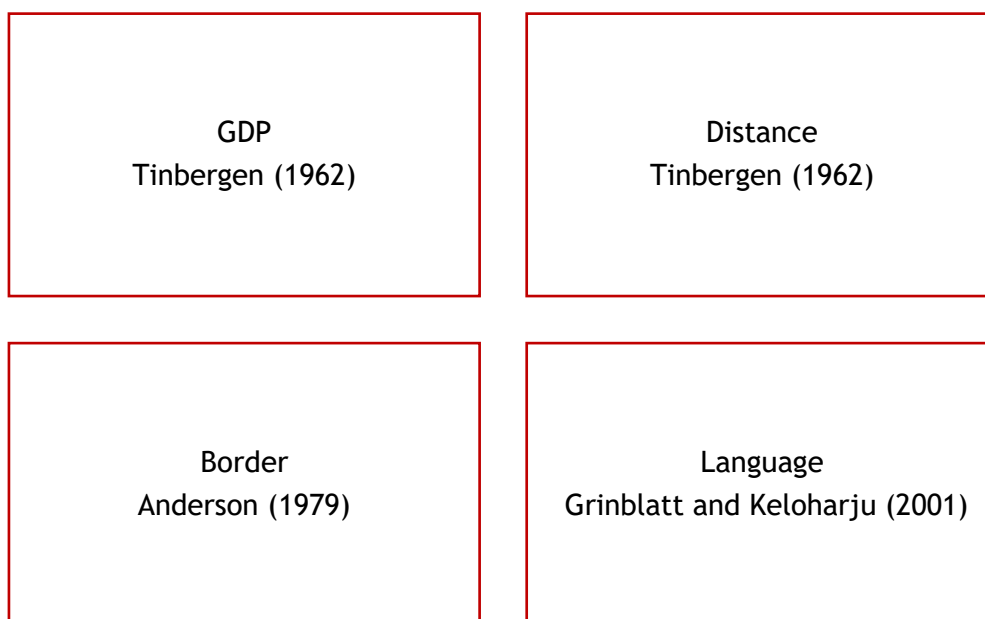 GDP
Tinbergen (1962)
Distance
Tinbergen (1962)
Border
Anderson (1979)
Language
Grinblatt and Keloharju (2001)